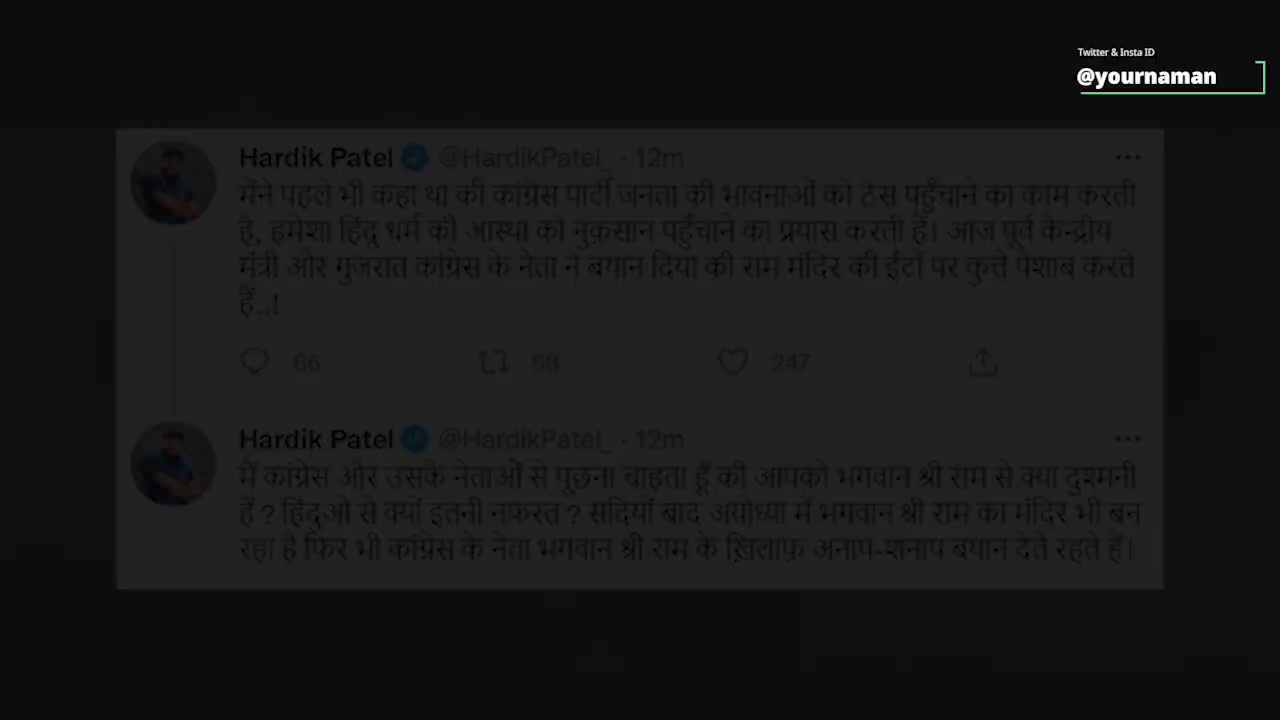 Twitter & Insta ID
@yournaman
Hardik Patel @HardikPatel_ · 12m
मेंने पहले भी कहा था की कांग्रेस पार्टी जनता की भावनाओं को ठेस पहुँचाने का काम करती
है, हमेशा हिंदू धर्म की आस्था को नुक़सान पहुँचाने का प्रयास करती हैं। आज पूर्व केन्द्रीय
मंत्री और गुजरात कांग्रेस के नेता ने बयान दिया की राम मंदिर की ईंटों पर कुत्ते पेशाब करते
हैं..!
66 58 247
Hardik Patel @HardikPatel_ · 12m
में कांग्रेस और उसके नेताओं से पूछना चाहता हूँ की आपको भगवान श्री राम से क्या दुश्मनी
हैं ? हिंदुओ से क्यों इतनी नफरत ? सदियों बाद अयोध्या में भगवान श्री राम का मंदिर भी बन
रहा हे फिर भी कांग्रेस के नेता भगवान श्री राम के ख़िलाफ़ अनाप-शनाप बयान देते रहते हैं।